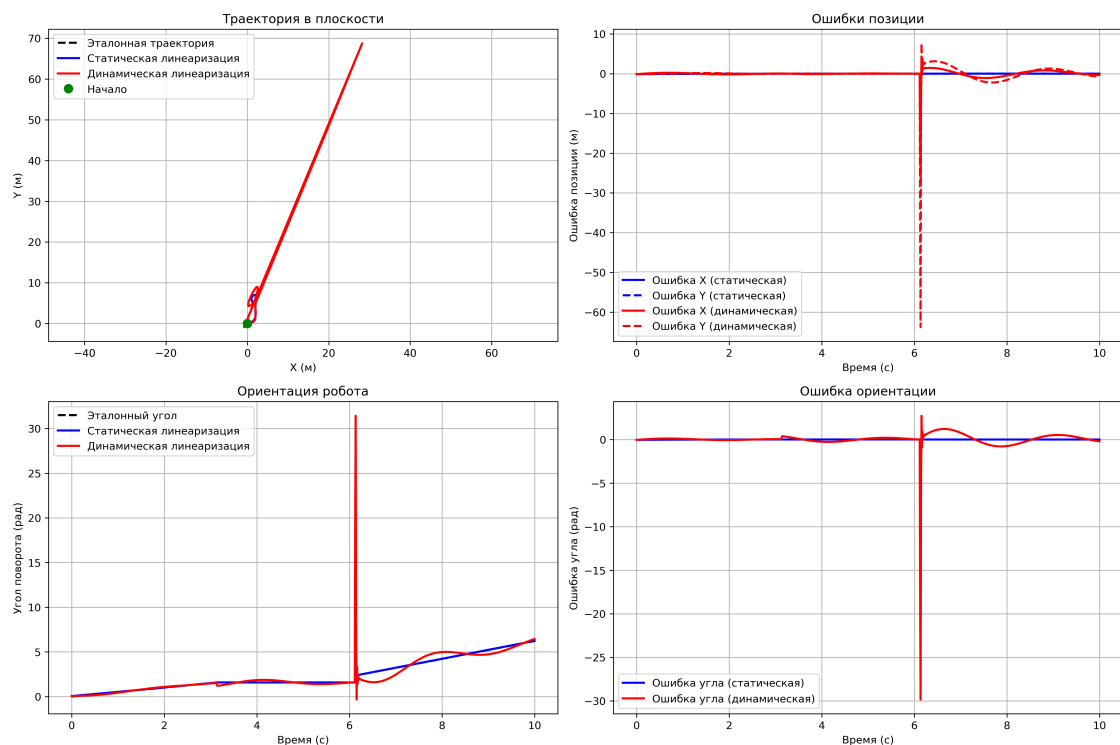 Траектория в плоскости
Y (м)
70
60
50
40
30
20
10
0
Эталонная траектория
Статическая линеаризация
Динамическая линеаризация
Начало
−40
−20
0
20
40
60
X (м)
Ошибки позиции
Ошибка позиции (м)
10
0
−10
−20
−30
−40
−50
−60
Ошибка X (статическая)
Ошибка Y (статическая)
Ошибка X (динамическая)
Ошибка Y (динамическая)
0
2
4
6
8
10
Время (с)
Ориентация робота
Угол поворота (рад)
30
25
20
15
10
5
0
Эталонный угол
Статическая линеаризация
Динамическая линеаризация
0
2
4
6
8
10
Время (с)
Ошибка ориентации
Ошибка угла (рад)
0
−5
−10
−15
−20
−25
−30
Ошибка угла (статическая)
Ошибка угла (динамическая)
0
2
4
6
8
10
Время (с)